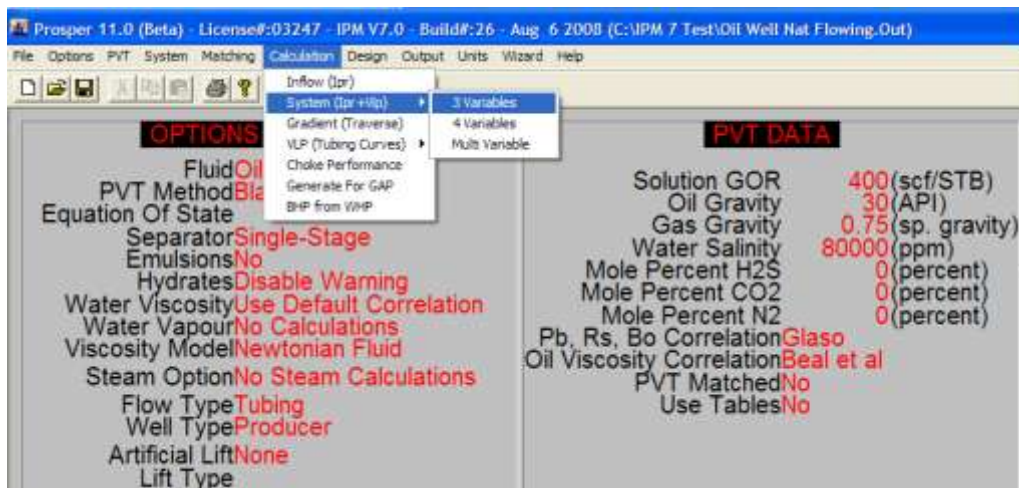 Prosper 11.0 (Beta) - License#:03247 - IPM V7.0 - Build#:26 - Aug 6 2008 (C:\IPM 7 Test\Oil Well Nat Flowing.Out)
File Options PVT System Matching Calculation Design Output Units Wizard Help
Inflow (Ipr)
System (Ipr+Vlp) 3 Variables
Gradient (Traverse) 4 Variables
VLP (Tubing Curves) Multi Variable
Choke Performance
Generate For GAP
BHP from WHP
OPTIONS
Fluid Oil
PVT Method
Equation Of State
Separator Single-Stage
Emulsions No
Hydrates Disable Warning
Water Viscosity Use Default Correlation
Water Vapour No Calculations
Viscosity Model Newtonian Fluid
Steam Option No Steam Calculations
Flow Type Tubing
Well Type Producer
Artificial Lift None
Lift Type
PVT DATA
Solution GOR 400 (scf/STB)
Oil Gravity 30 (API)
Gas Gravity 0.75 (sp. gravity)
Water Salinity 80000 (ppm)
Mole Percent H2S 0 (percent)
Mole Percent CO2 0 (percent)
Mole Percent N2 0 (percent)
Pb, Rs, Bo Correlation Glaso
Oil Viscosity Correlation Beal et al
PVT Matched No
Use Tables No